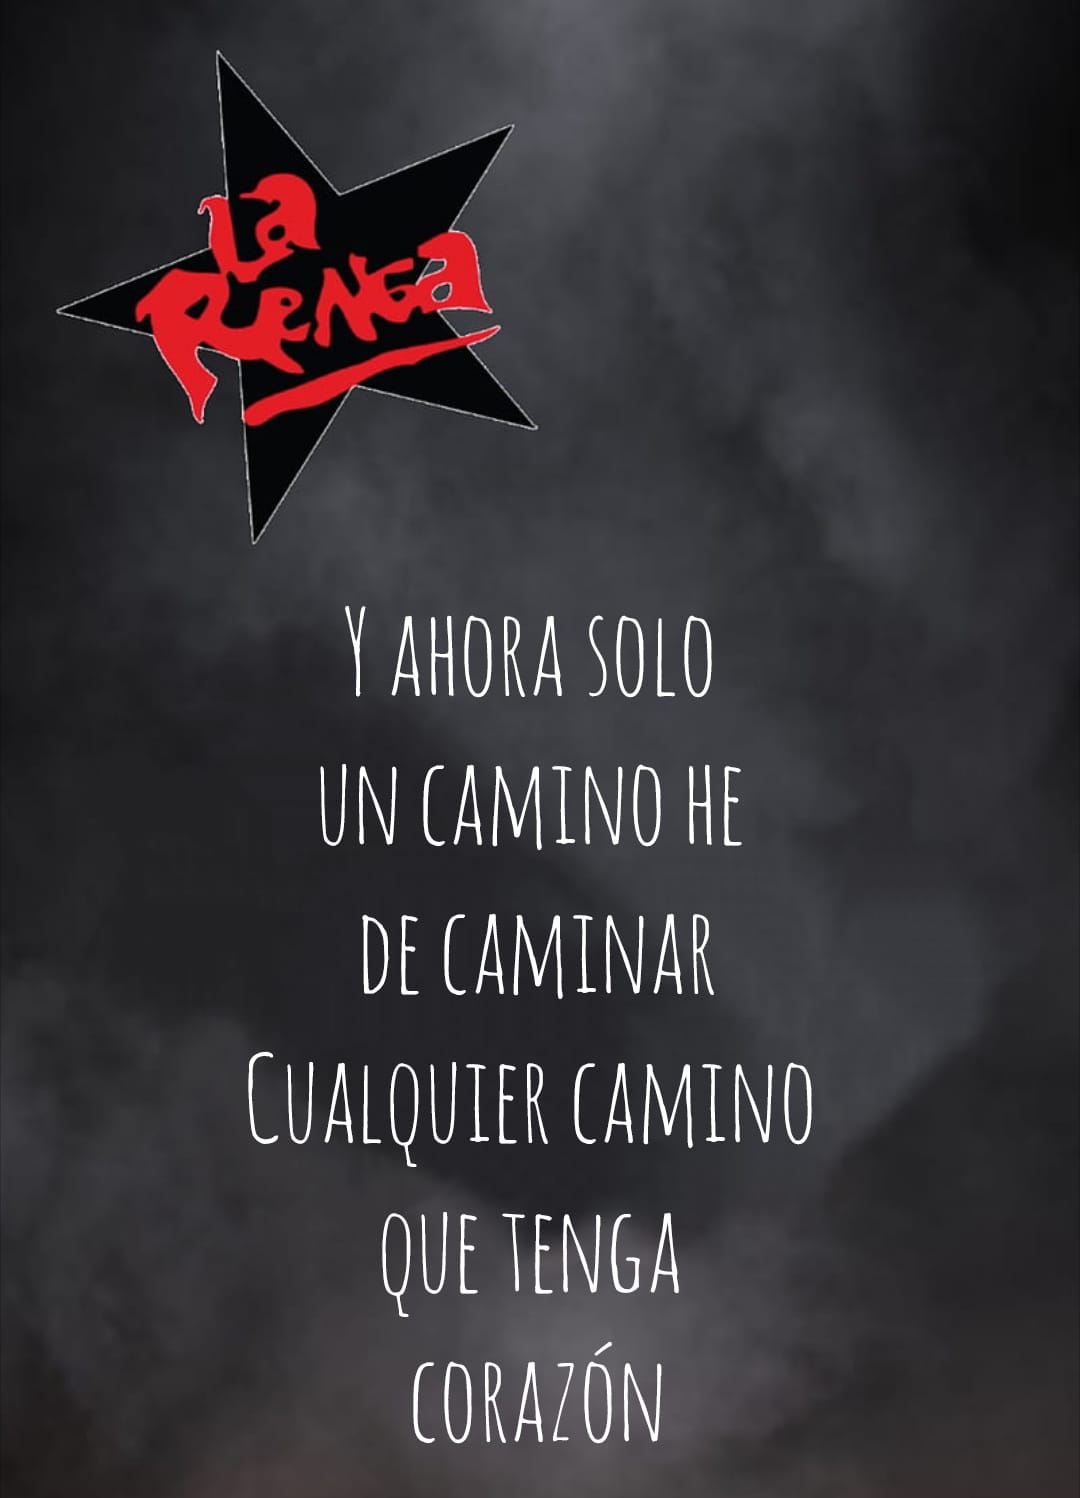 La
Renga
Y ahora solo
un camino he
de caminar
Cualquier camino
que tenga
corazón